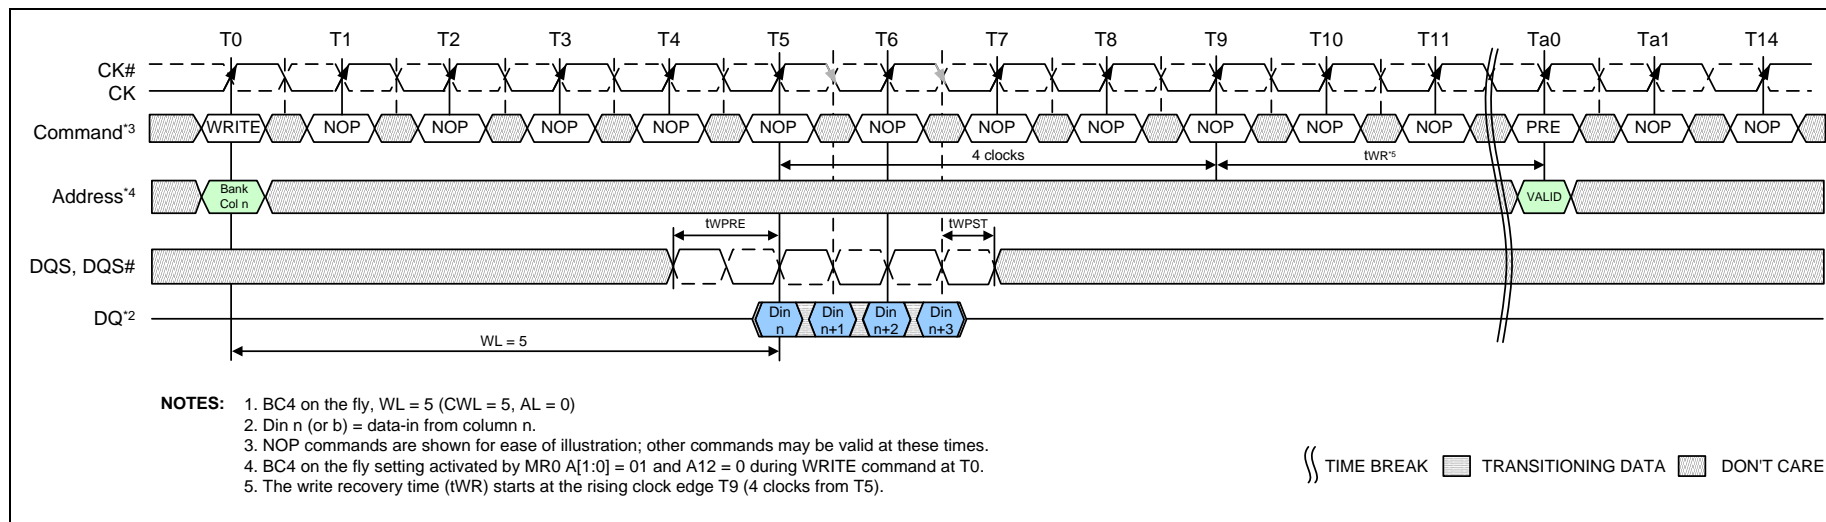 T0 T1 T2 T3 T4 T5 T6 T7 T8 T9 T10 T11 Ta0 Ta1 T14
CK#
CK
Command*3 WRITE NOP NOP NOP NOP NOP NOP NOP NOP NOP NOP NOP PRE NOP NOP
4 clocks tWR*5
Address*4 Bank Col n VALID
tWPRE tWPST
DQS, DQS#
DQ*2 Din n Din n+1 Din n+2 Din n+3
WL = 5
NOTES: 1. BC4 on the fly, WL = 5 (CWL = 5, AL = 0)
2. Din n (or b) = data-in from column n.
3. NOP commands are shown for ease of illustration; other commands may be valid at these times.
4. BC4 on the fly setting activated by MR0 A[1:0] = 01 and A12 = 0 during WRITE command at T0.
5. The write recovery time (tWR) starts at the rising clock edge T9 (4 clocks from T5).
TIME BREAK TRANSITIONING DATA DON'T CARE